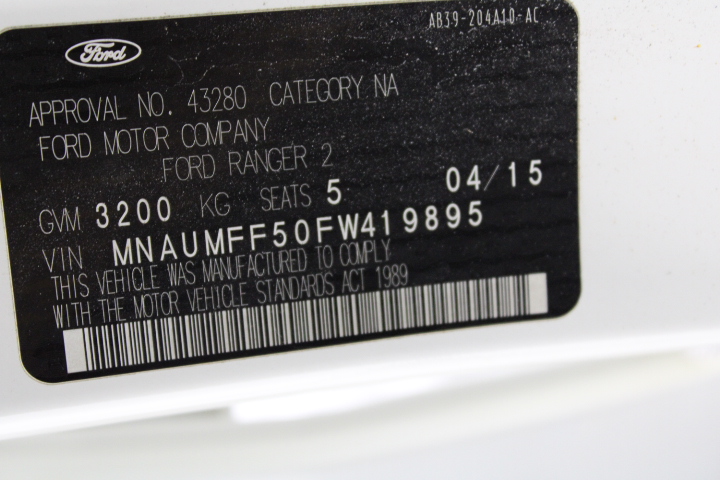 AB39-204A10-AC
Ford
APPROVAL NO. 43280 CATEGORY NA
FORD MOTOR COMPANY
FORD RANGER 2
GVM 3200 KG SEATS 5 04/15
VIN MNAUMFF50FW419895
THIS VEHICLE WAS MANUFACTURED TO COMPLY
WITH THE MOTOR VEHICLE STANDARDS ACT 1989